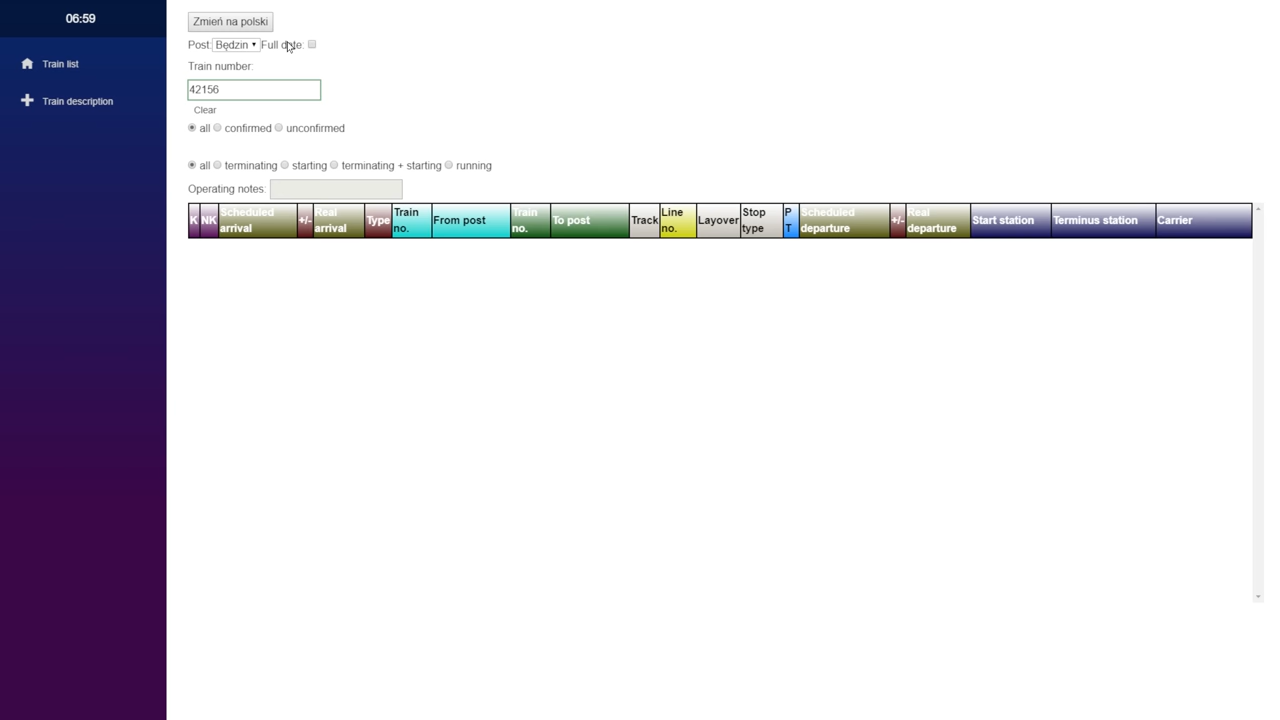 06:59
Train list
Train description
Zmień na polski
Post: Będzin Full date:
Train number:
42156
Clear
all confirmed unconfirmed
all terminating starting terminating + starting running
Operating notes:
K NK Scheduled arrival +/- Real arrival Type Train no. From post Train no. To post Track Line no. Layover Stop type P T Scheduled departure +/- Real departure Start station Terminus station Carrier